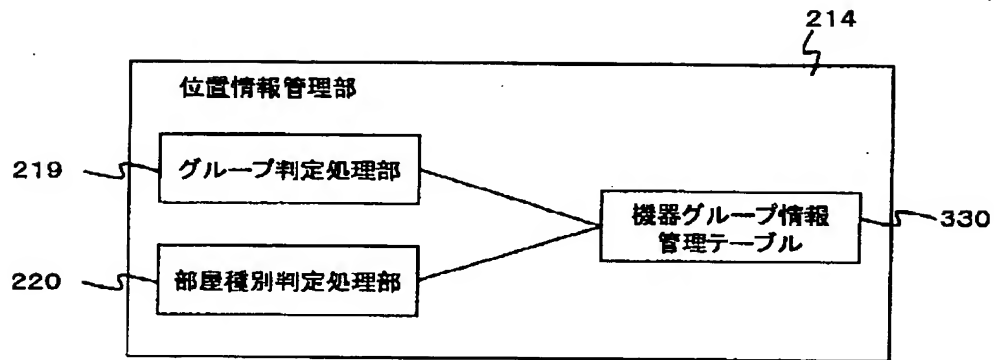 214
位置情報管理部
219
グループ判定処理部
機器グループ情報
管理テーブル
330
220
部屋種別判定処理部